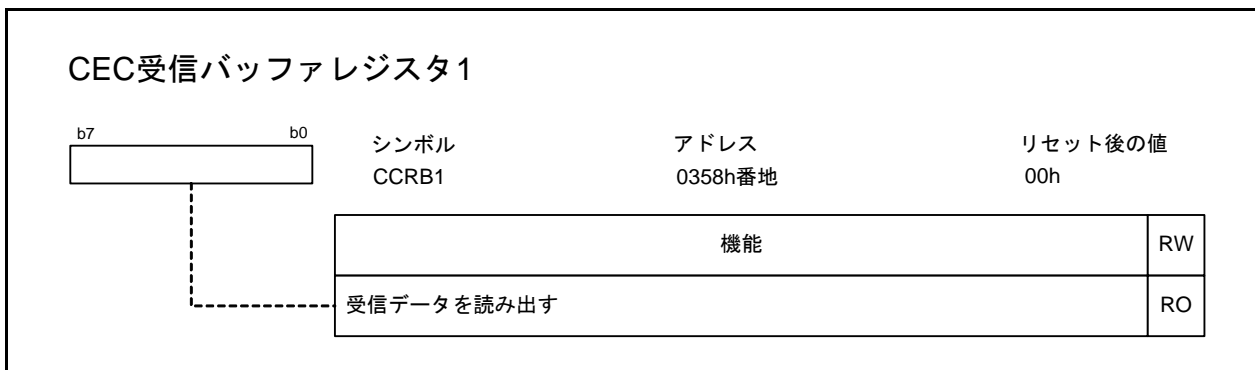 CEC受信バッファレジスタ1
b7 b0
シンボル アドレス リセット後の値
CCRB1 0358h番地 00h
機能 RW
受信データを読み出す RO